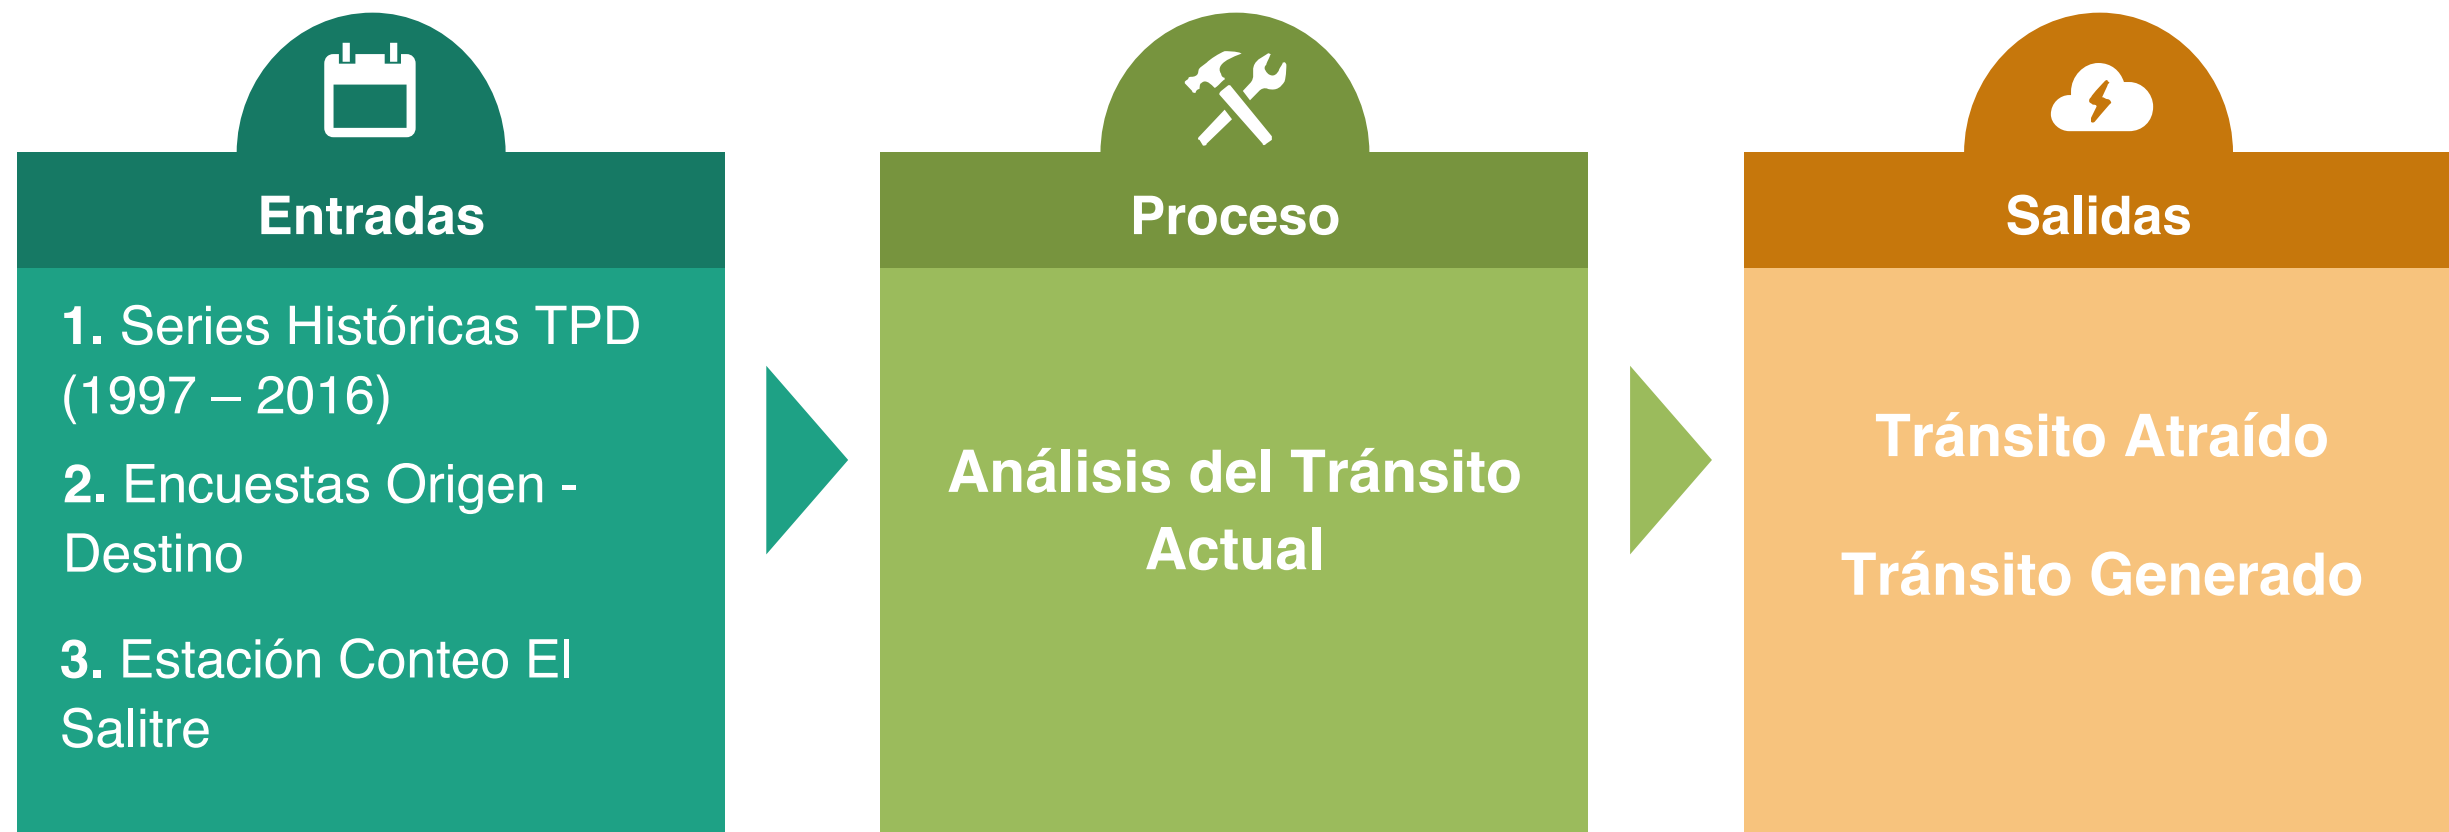 Entradas
1. Series Históricas TPD
(1997 – 2016)
2. Encuestas Origen -
Destino
3. Estación Conteo El
Salitre
Proceso
Análisis del Tránsito
Actual
Salidas
Tránsito Atraído
Tránsito Generado